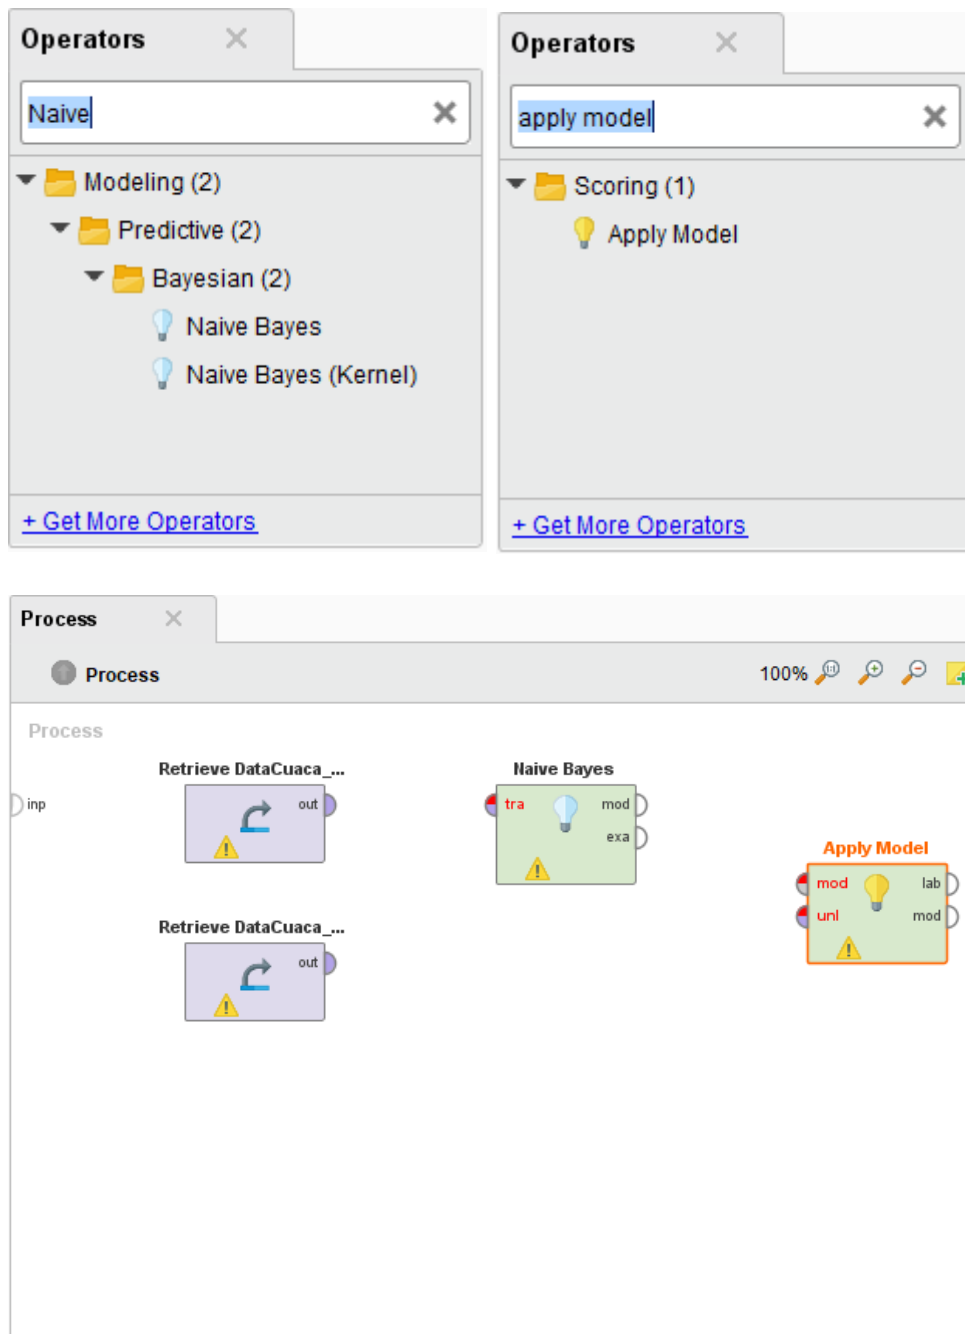 Operators
Naive
Modeling (2)
Predictive (2)
Bayesian (2)
Naive Bayes
Naive Bayes (Kernel)
+ Get More Operators
Operators
apply model
Scoring (1)
Apply Model
+ Get More Operators
Process
Process
100%
Process
inp
Retrieve DataCuaca_...
out
Retrieve DataCuaca_...
out
Naive Bayes
tra mod
exa
Apply Model
mod lab
unl mod